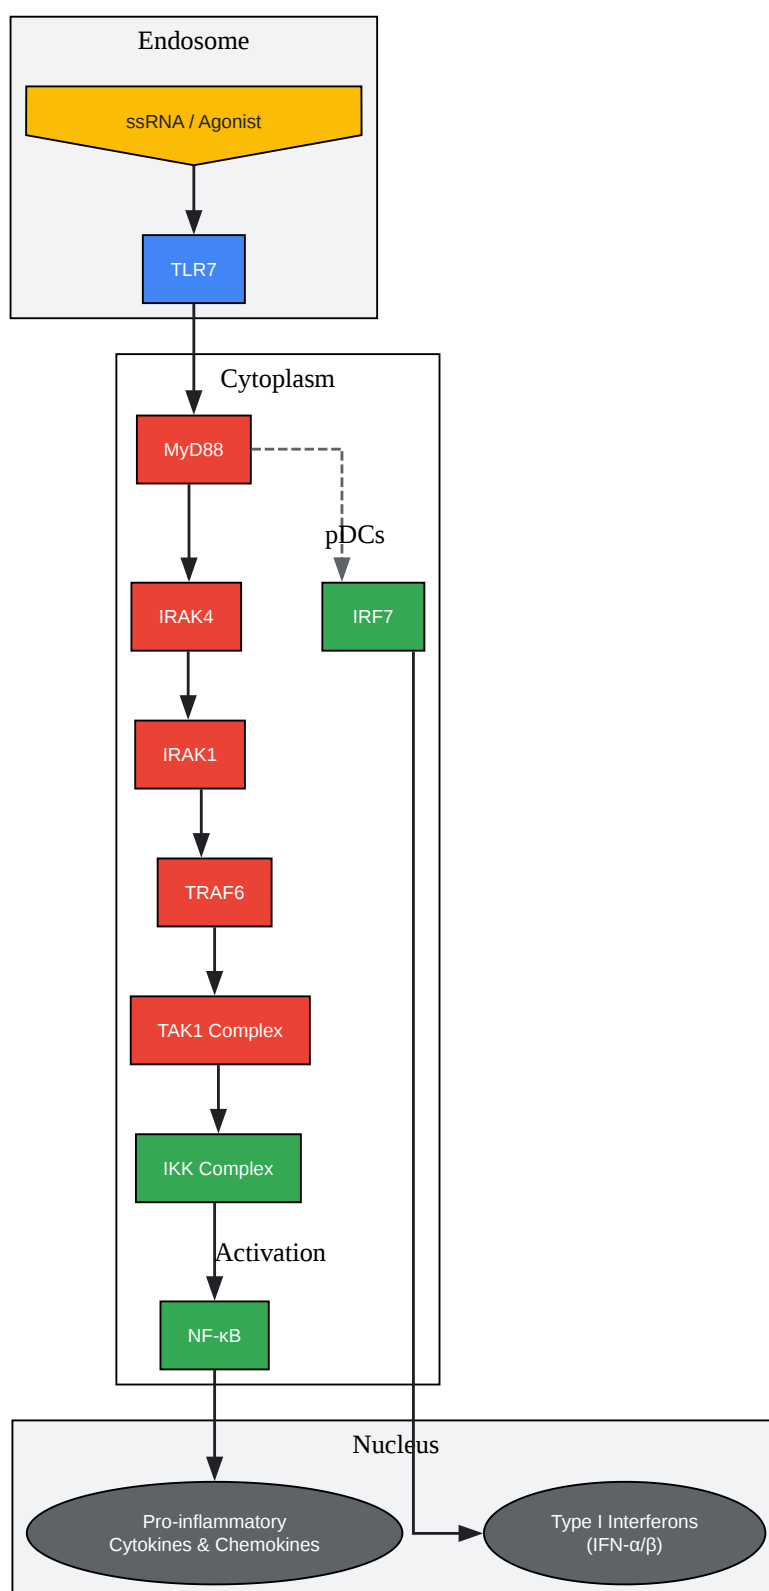 Endosome
ssRNA / Agonist
TLR7
Cytoplasm
MyD88
pDCs
IRAK4
IRF7
IRAK1
TRAF6
TAK1 Complex
IKK Complex
Activation
NF-κB
Nucleus
Pro-inflammatory
Cytokines & Chemokines
Type I Interferons
(IFN-α/β)